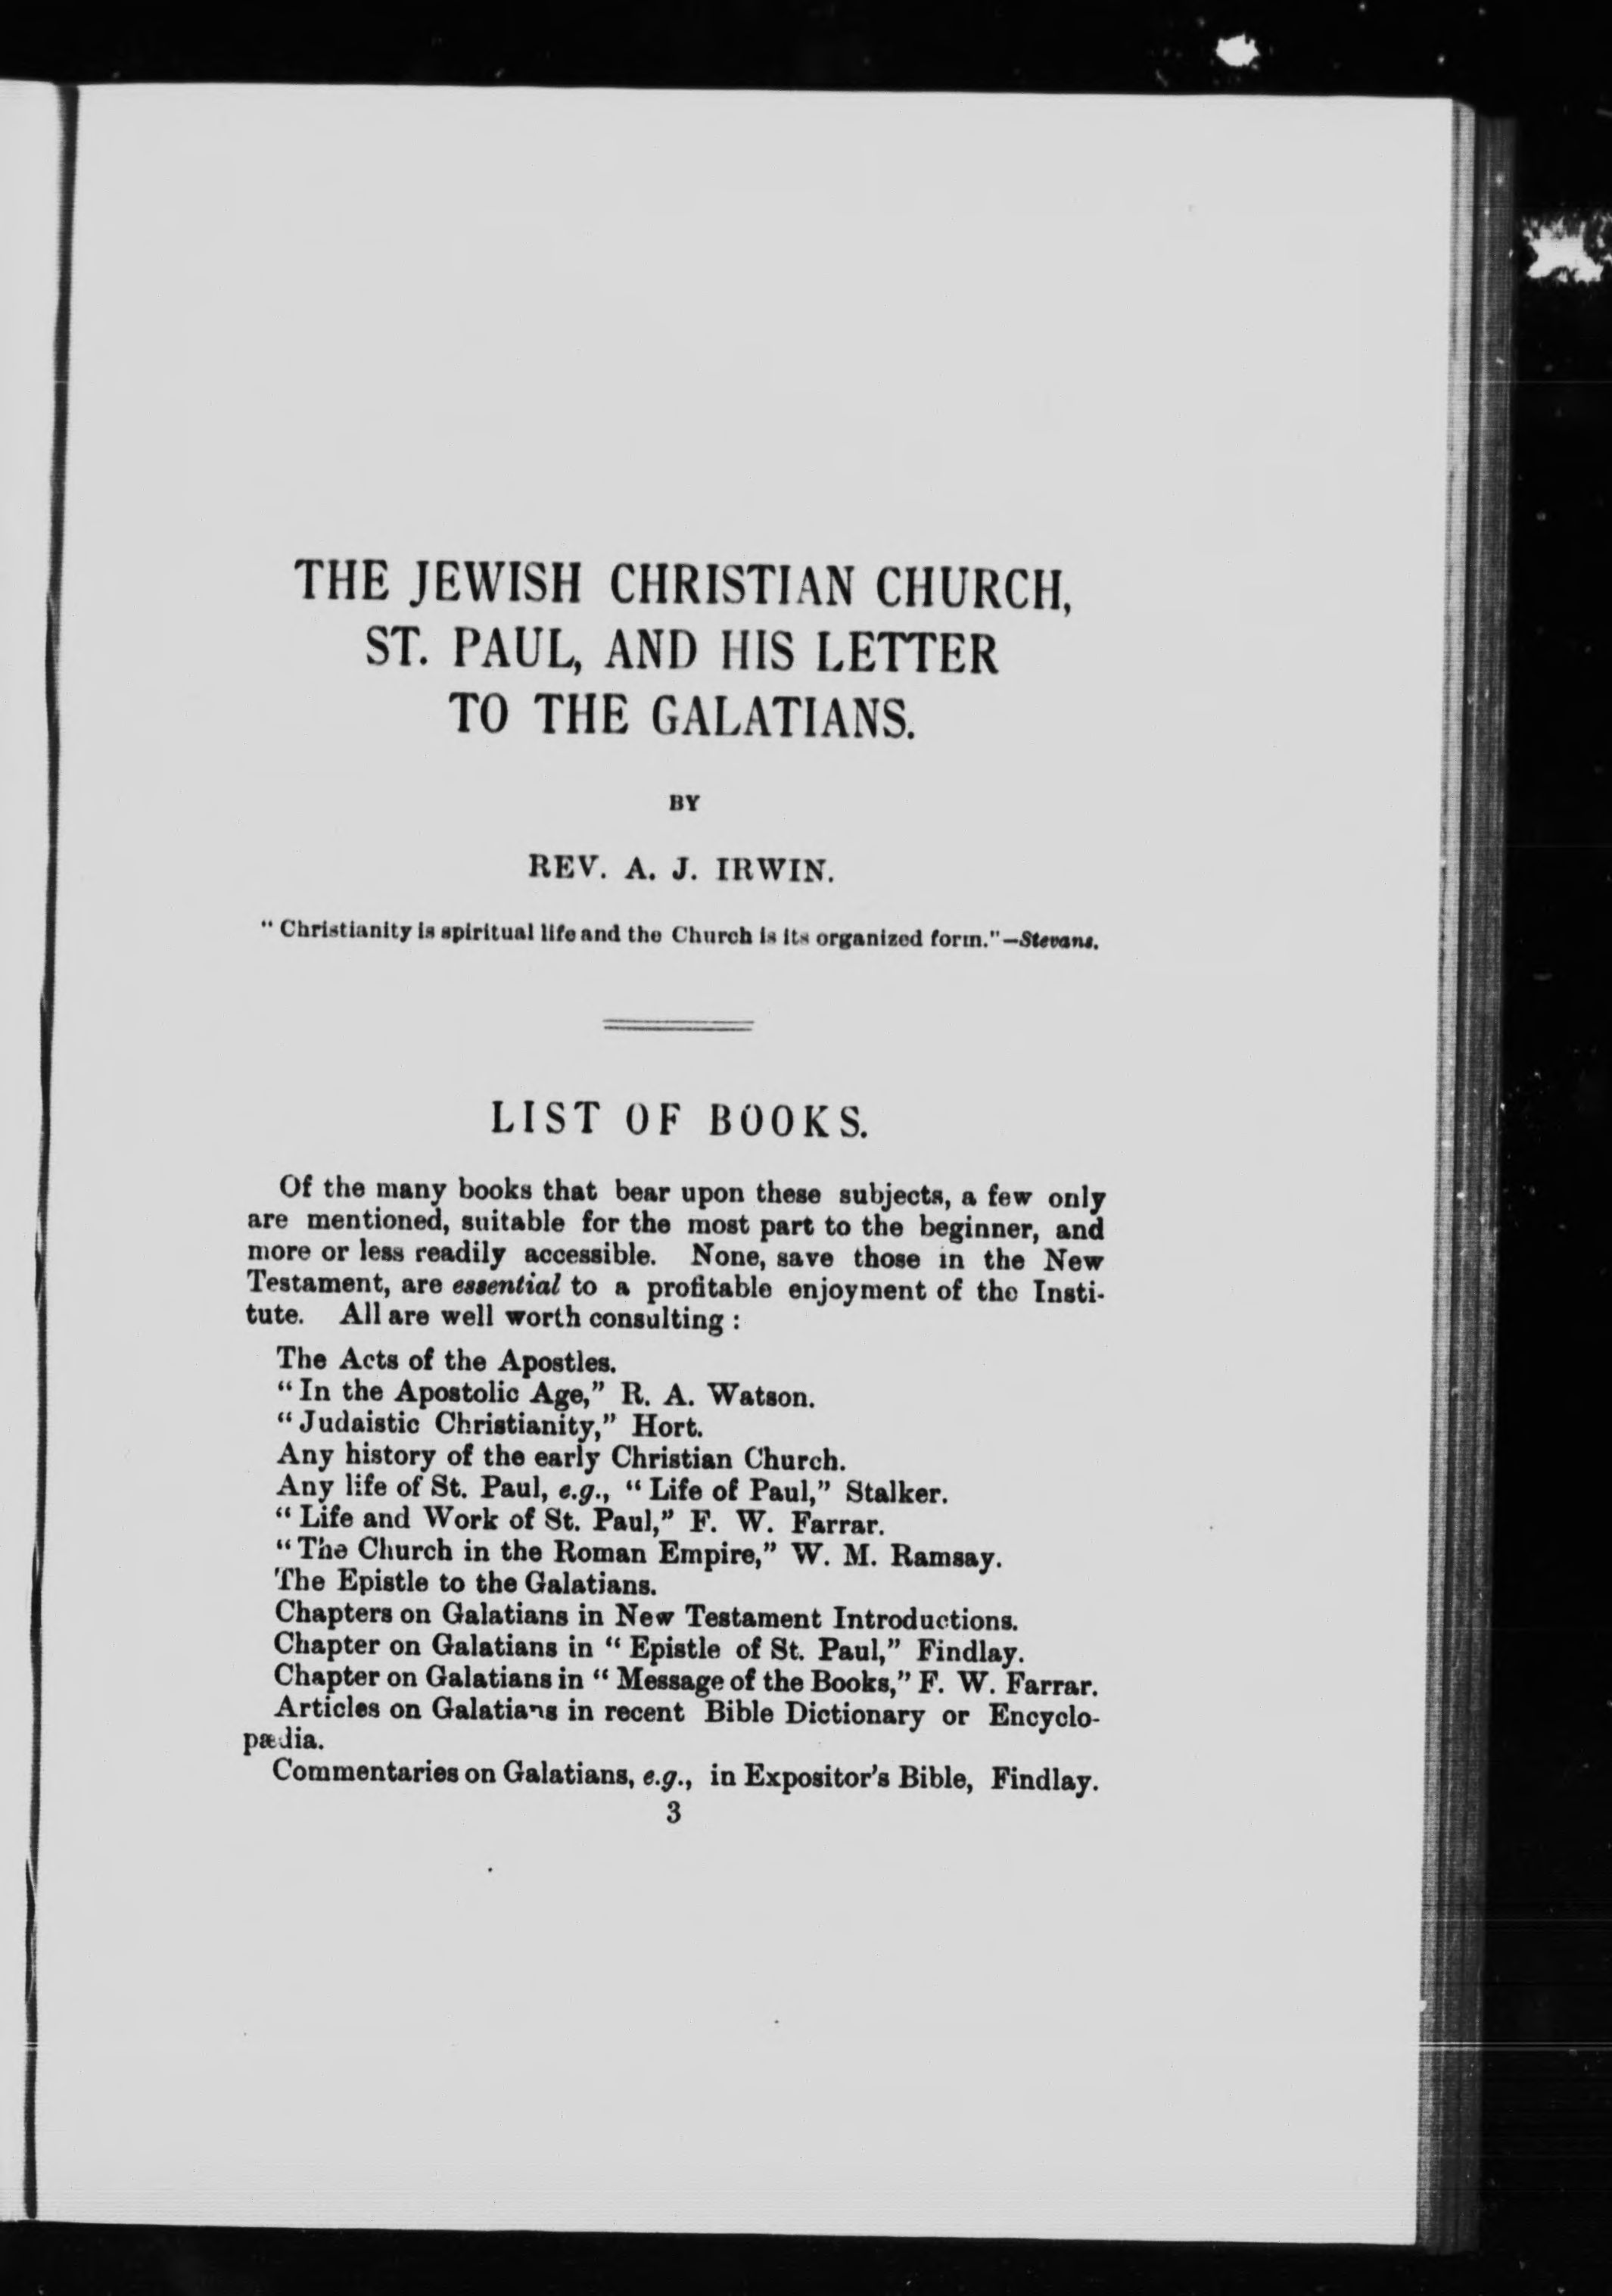 THE JEWISH CHRISTIAN CHURCH,
ST. PAUL, AND HIS LETTER
TO THE GALATIANS.
BY
REV. A. J. IRWIN.
"Christianity is spiritual life and the Church is its organized form."—Stevans.
LIST OF BOOKS.
Of the many books that bear upon these subjects, a few only
are mentioned, suitable for the most part to the beginner, and
more or less readily accessible. None, save those in the New
Testament, are essential to a profitable enjoyment of the Insti-
tute. All are well worth consulting :
The Acts of the Apostles.
"In the Apostolic Age," R. A. Watson.
"Judaistic Christianity," Hort.
Any history of the early Christian Church.
Any life of St. Paul, e.g., "Life of Paul," Stalker.
"Life and Work of St. Paul," F. W. Farrar.
"The Church in the Roman Empire," W. M. Ramsay.
The Epistle to the Galatians.
Chapters on Galatians in New Testament Introductions.
Chapter on Galatians in "Epistle of St. Paul," Findlay.
Chapter on Galatians in "Message of the Books," F. W. Farrar.
Articles on Galatians in recent Bible Dictionary or Encyclo-
pædia.
Commentaries on Galatians, e.g., in Expositor's Bible, Findlay.
3